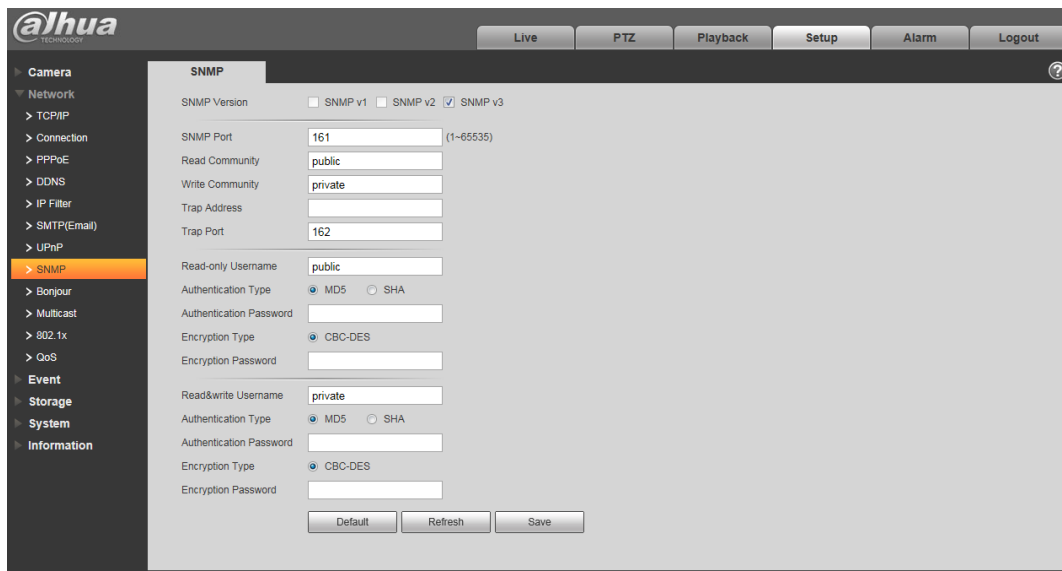 alhua
TECHNOLOGY
Live PTZ Playback Setup Alarm Logout
Camera
Network
> TCP/IP
> Connection
> PPPoE
> DDNS
> IP Filter
> SMTP(Email)
> UPnP
> SNMP
> Bonjour
> Multicast
> 802.1x
> QoS
Event
Storage
System
Information
SNMP ?
SNMP Version SNMP v1 SNMP v2 SNMP v3
SNMP Port 161 (1~65535)
Read Community public
Write Community private
Trap Address
Trap Port 162
Read-only Username public
Authentication Type MD5 SHA
Authentication Password
Encryption Type CBC-DES
Encryption Password
Read&write Username private
Authentication Type MD5 SHA
Authentication Password
Encryption Type CBC-DES
Encryption Password
Default Refresh Save